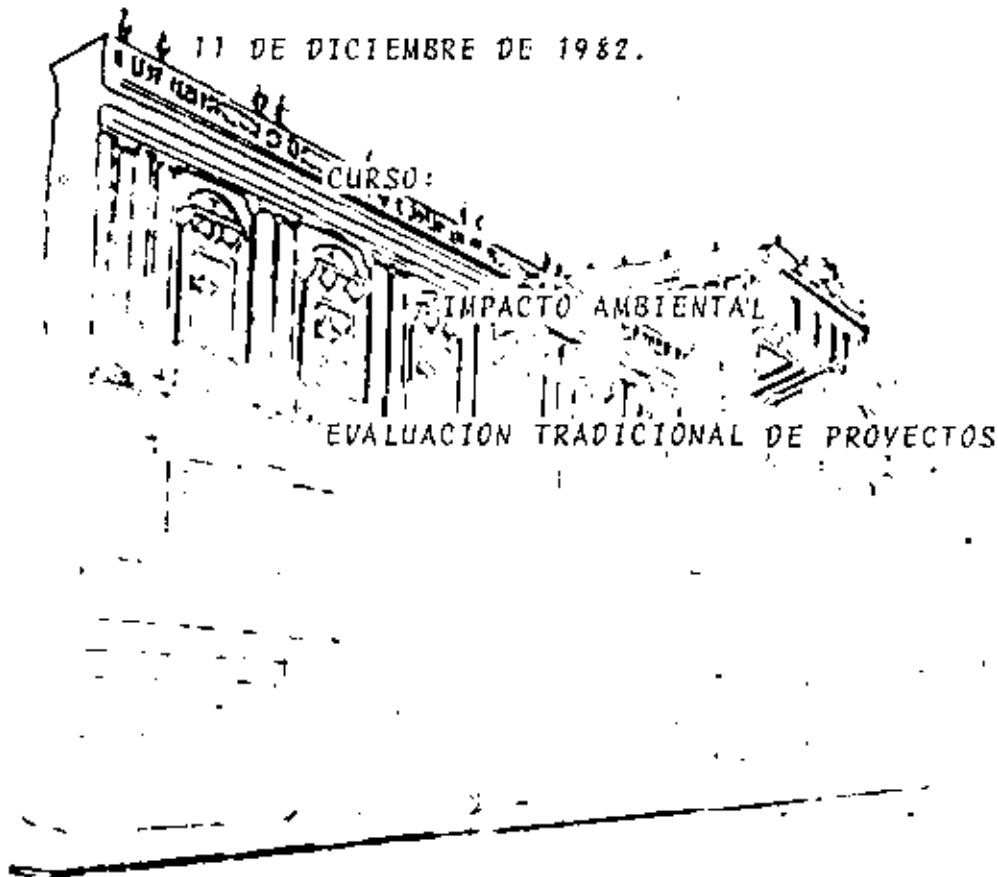 11 DE DICIEMBRE DE 1982.
CURSO:
IMPACTO AMBIENTAL
EVALUACION TRADICIONAL DE PROYECTOS